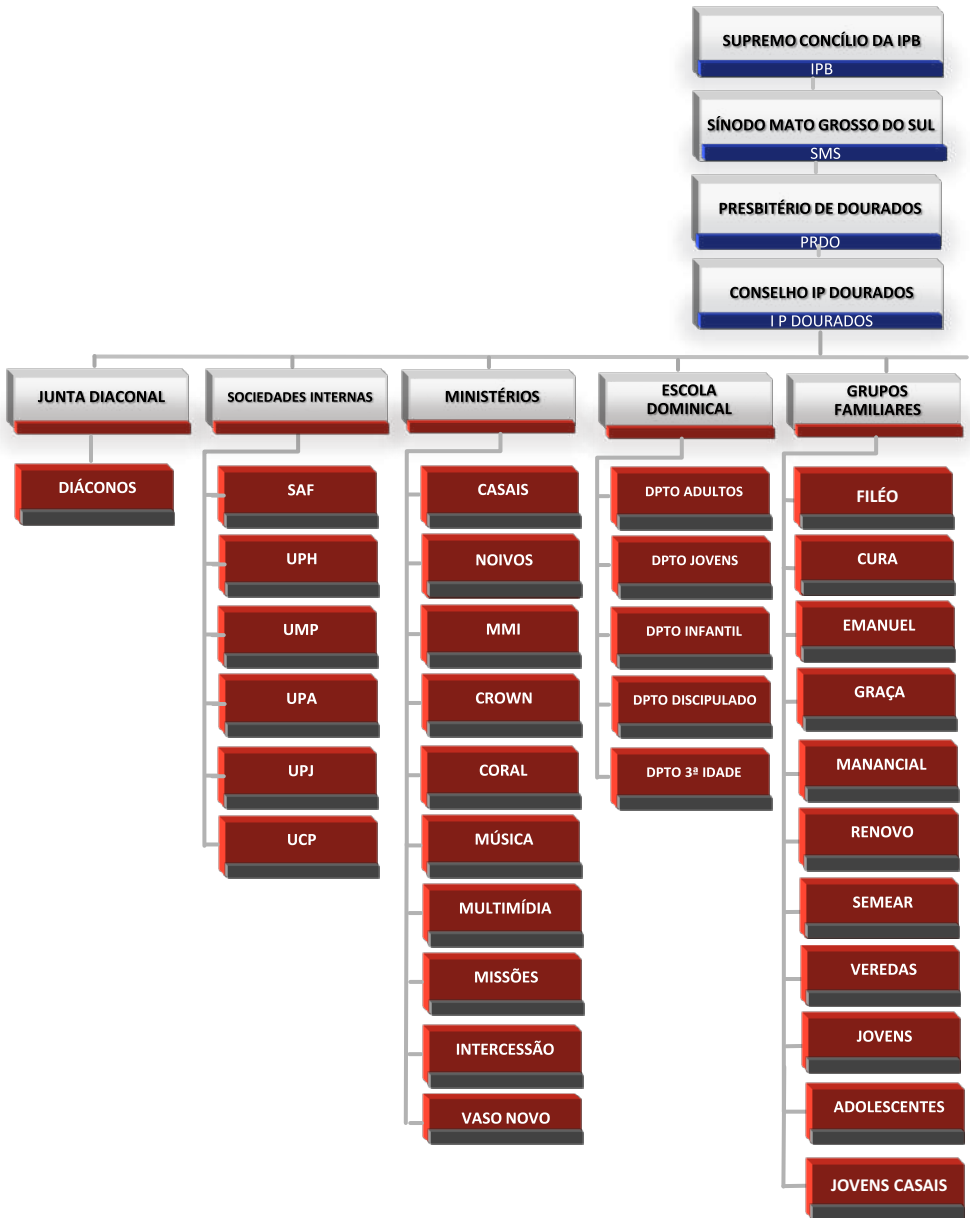 SUPREMO CONCÍLIO DA IPB
IPB
SÍNODO MATO GROSSO DO SUL
SMS
PRESBITÉRIO DE DOURADOS
PRDO
CONSELHO IP DOURADOS
I P DOURADOS
JUNTA DIACONAL
DIÁCONOS
SOCIEDADES INTERNAS
SAF
UPH
UMP
UPA
UPJ
UCP
MINISTÉRIOS
CASAIS
NOIVOS
MMI
CROWN
CORAL
MÚSICA
MULTIMÍDIA
MISSÕES
INTERCESSÃO
VASO NOVO
ESCOLA
DOMINICAL
DPTO ADULTOS
DPTO JOVENS
DPTO INFANTIL
DPTO DISCIPULADO
DPTO 3ª IDADE
GRUPOS
FAMILIARES
FILÉO
CURA
EMANUEL
GRAÇA
MANANCIAL
RENOVO
SEMEAR
VEREDAS
JOVENS
ADOLESCENTES
JOVENS CASAIS